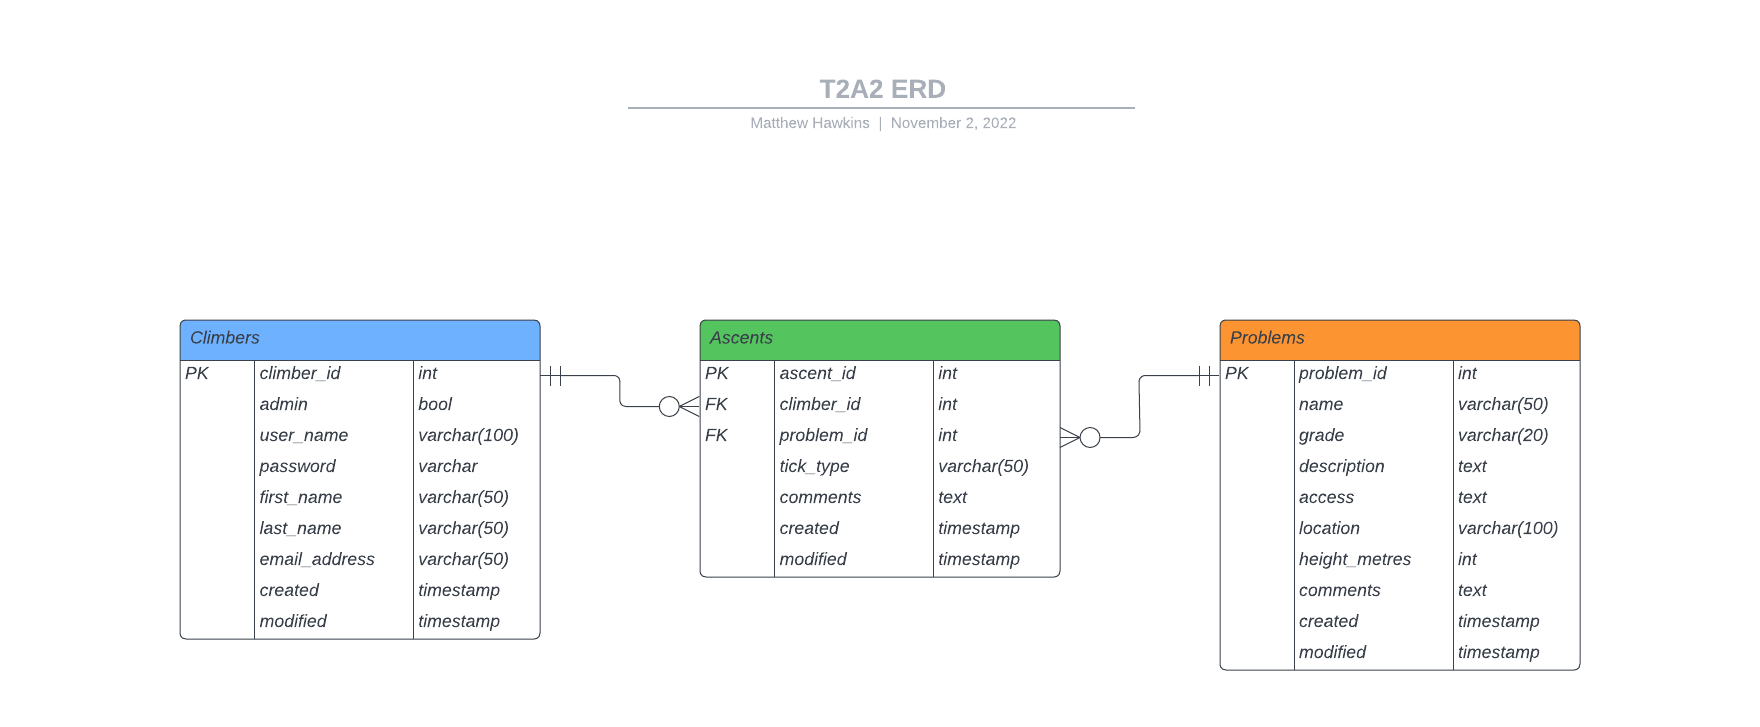 T2A2 ERD
Matthew Hawkins | November 2, 2022
Climbers
PK climber_id int
admin bool
user_name varchar(100)
password varchar
first_name varchar(50)
last_name varchar(50)
email_address varchar(50)
created timestamp
modified timestamp
Ascents
PK ascent_id int
FK climber_id int
FK problem_id int
tick_type varchar(50)
comments text
created timestamp
modified timestamp
Problems
PK problem_id int
name varchar(50)
grade varchar(20)
description text
access text
location varchar(100)
height_metres int
comments text
created timestamp
modified timestamp